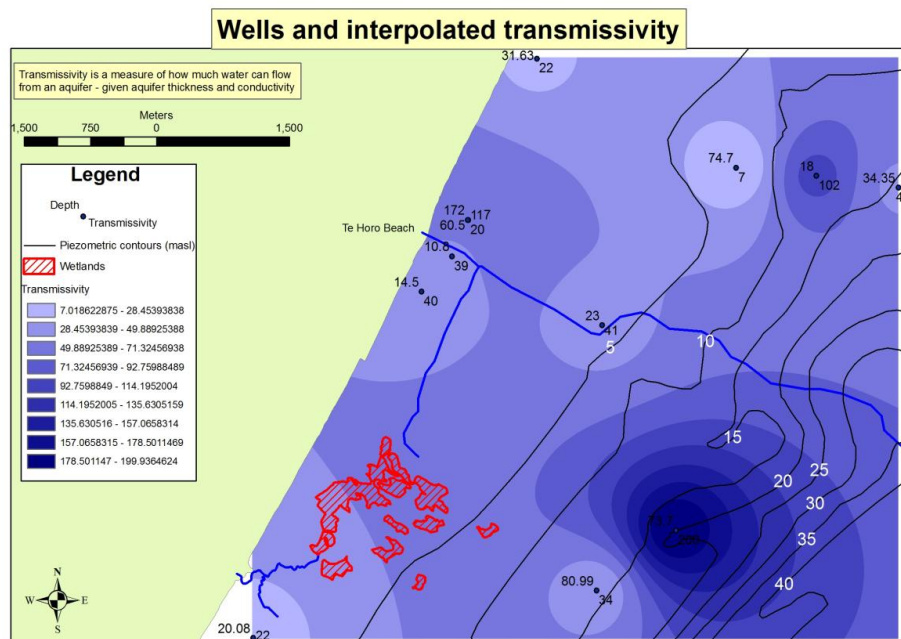 Wells and interpolated transmissivity
Transmissivity is a measure of how much water can flow
from an aquifer - given aquifer thickness and conductivity
Meters
1,500 750 0 1,500
Legend
Depth
Transmissivity
Piezometric contours (masl)
Wetlands
Transmissivity
7.018622875 - 28.45393838
28.45393839 - 49.88925388
49.88925389 - 71.32456938
71.32456939 - 92.75988489
92.7598849 - 114.1952004
114.1952005 - 135.6305159
135.630516 - 157.0658314
157.0658315 - 178.5011469
178.501147 - 199.9364624
31.63
22
74.7
7
18
102
34.35
4
172 117
60.5 20
Te Horo Beach
10.8
39
14.5
40
23
41
5
10
15
20
25
30
35
40
80.99
34
20.08
22
N
W E
S